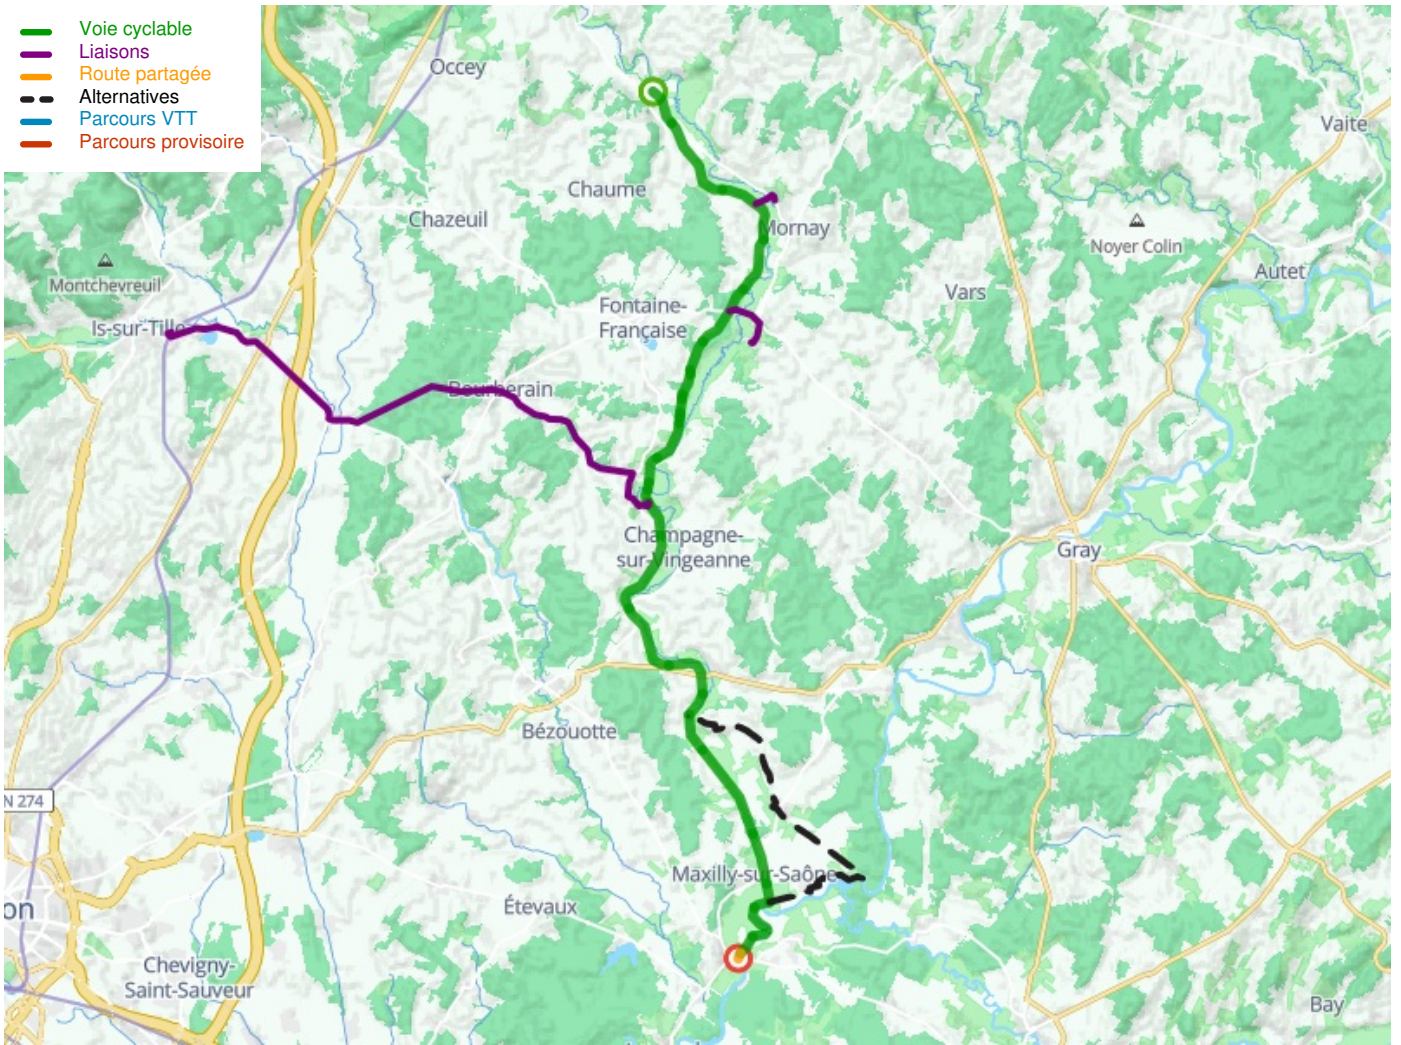 Voie cyclable
Liaisons
Route partagée
Alternatives
Parcours VTT
Parcours provisoire
Occey
Vaite
Chaume
Chazeuil
Mornay
Noyer Colin
Autet
Montchevreuil
Vars
Fontaine-
Française
Is-sur-Tille
Bourberain
Champagne-
sur-Vingeanne
Gray
Bézouotte
N 274
Maxilly-sur-Saône
Étevaux
on
Chevigny-
Saint-Sauveur
Bay